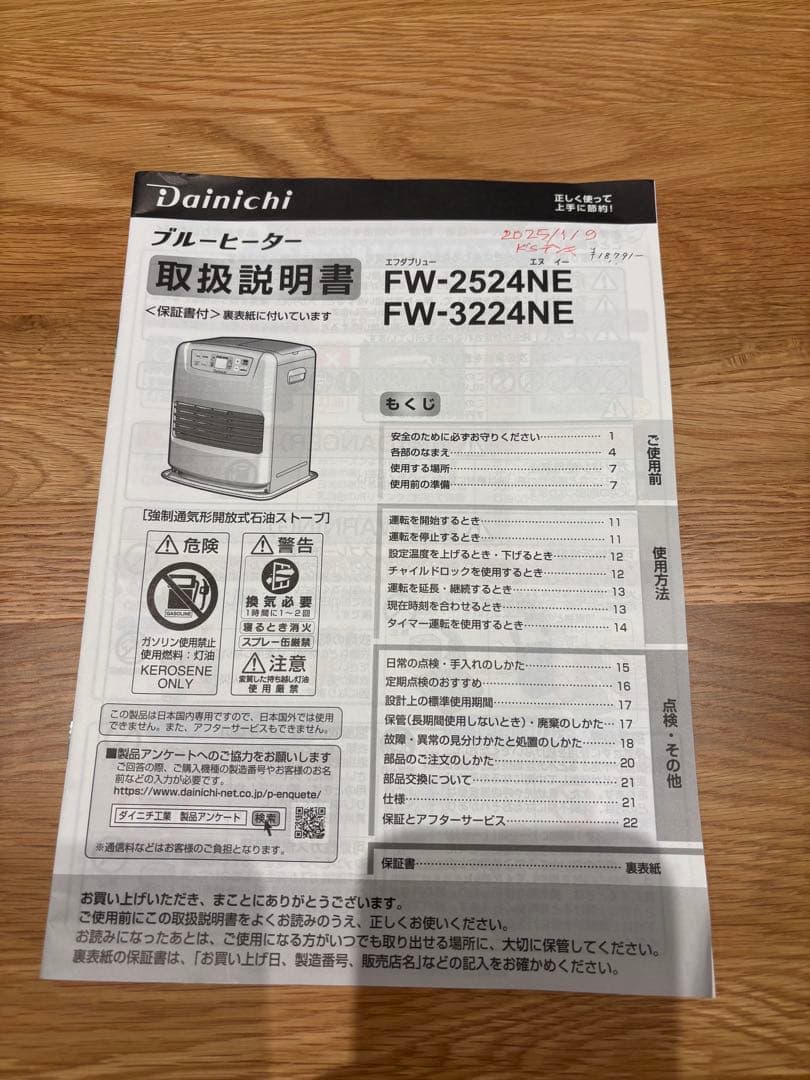 Dainichi
正しく使って
上手に節約!
ブルーヒーター
取扱説明書
<保証書付>裏表紙に付いています
2025/1/9
¥18,791-
エフダブリュー エヌ イー
FW-2524NE
FW-3224NE
もくじ
安全のために必ずお守りください 1
各部のなまえ 4
使用する場所 7
使用前の準備 7
ご使用前
運転を開始するとき 11
運転を停止するとき 11
設定温度を上げるとき・下げるとき 12
チャイルドロックを使用するとき 12
運転を延長・継続するとき 13
現在時刻を合わせるとき 13
タイマー運転を使用するとき 14
使用方法
日常の点検・手入れのしかた 15
定期点検のおすすめ 16
設計上の標準使用期間 17
保管(長期間使用しないとき)・廃棄のしかた 17
故障・異常の見分けかたと処置のしかた 18
部品のご注文のしかた 20
部品交換について 21
仕様 21
保証とアフターサービス 22
点検・その他
保証書 裏表紙
[強制通気形開放式石油ストーブ]
危険
GASOLINE
ガソリン使用禁止
使用燃料:灯油
KEROSENE
ONLY
警告
換気必要
1時間に1〜2回
寝るとき消火
スプレー缶厳禁
注意
変質した持ち越し灯油
使用厳禁
この製品は日本国内専用ですので、日本国外では使用
できません。また、アフターサービスもできません。
■製品アンケートへのご協力をお願いします
ご回答の際、ご購入機種の製造番号やお客様のお名
前などの入力が必要です。
https://www.dainichi-net.co.jp/p-enquete/
ダイニチ工業 製品アンケート 検索
※通信料などはお客様のご負担となります。
お買い上げいただき、まことにありがとうございます。
ご使用前にこの取扱説明書をよくお読みのうえ、正しくお使いください。
お読みになったあとは、ご使用になる方がいつでも取り出せる場所に、大切に保管してください。
裏表紙の保証書は、「お買い上げ日、製造番号、販売店名」などの記入をお確かめください。